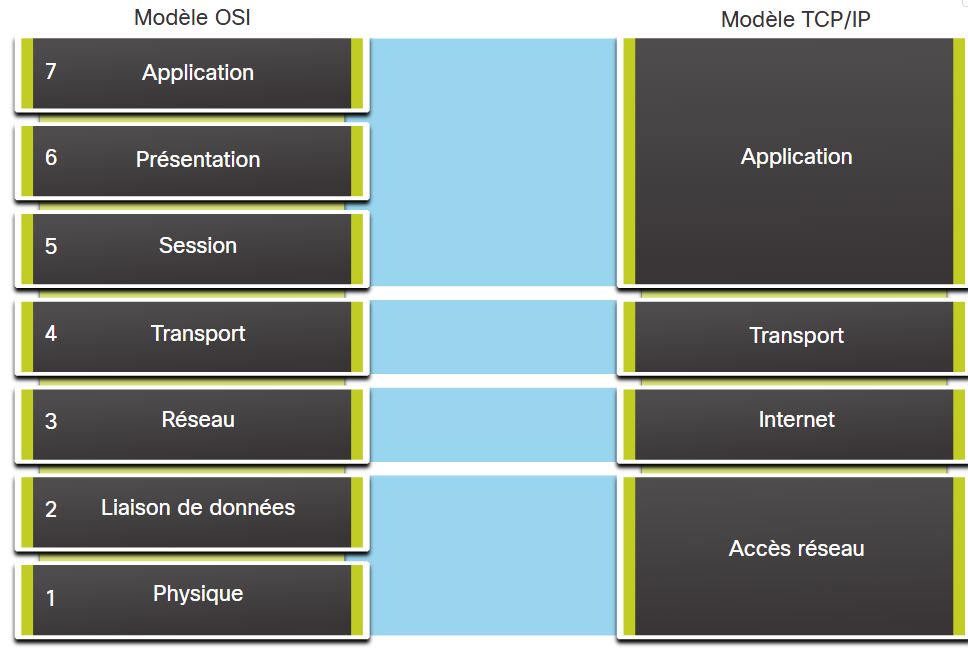 Modèle OSI
Modèle TCP/IP
7 Application
6 Présentation
5 Session
4 Transport
3 Réseau
2 Liaison de données
1 Physique
Application
Transport
Internet
Accès réseau